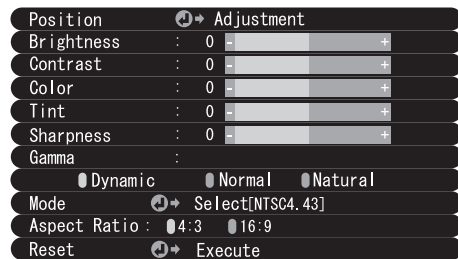 Position Adjustment
Brightness : 0 - +
Contrast : 0 - +
Color : 0 - +
Tint : 0 - +
Sharpness : 0 - +
Gamma :
Dynamic Normal Natural
Mode Select[NTSC4.43]
Aspect Ratio : 4:3 16:9
Reset Execute